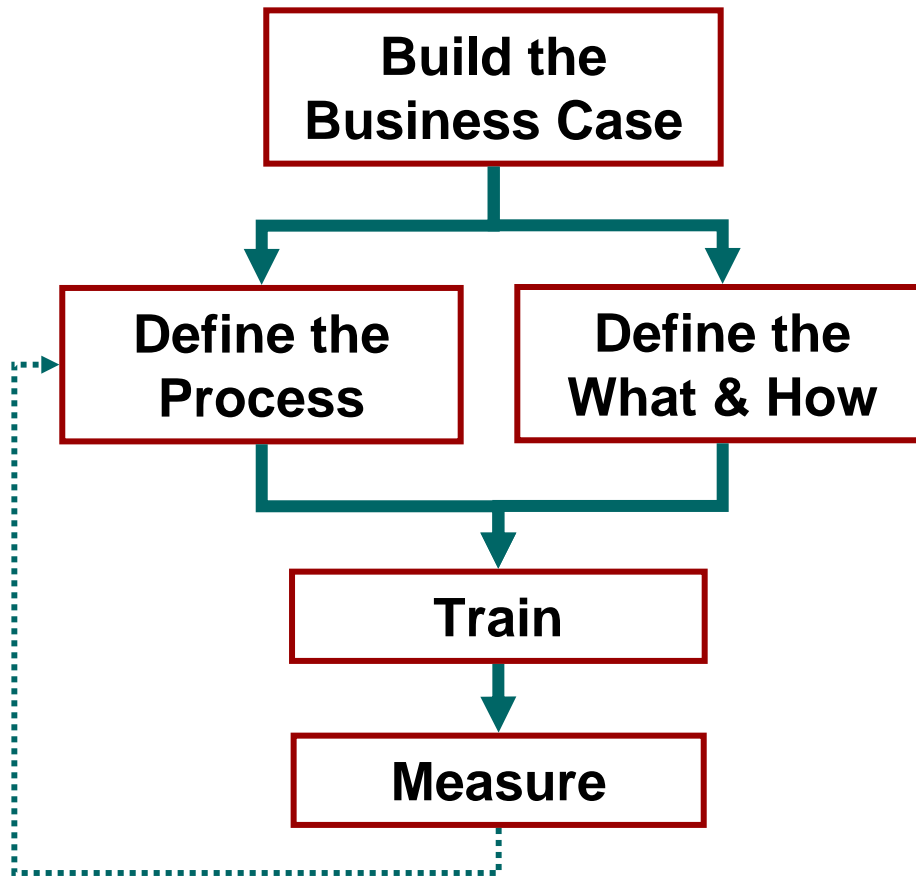 Build the
Business Case
Define the
Process
Define the
What & How
Train
Measure